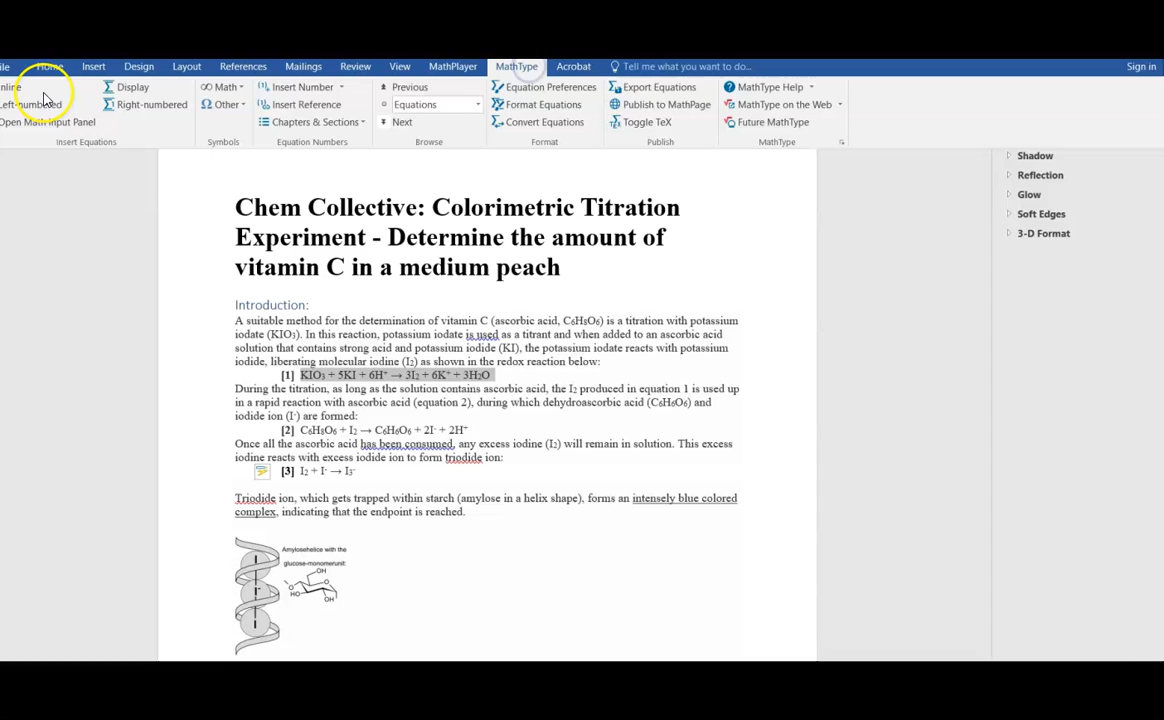 ile Home Insert Design Layout References Mailings Review View MathPlayer MathType Acrobat Tell me what you want to do... Sign in
nline Display Math Insert Number Previous Equation Preferences Export Equations MathType Help
Left-numbered Right-numbered Other Insert Reference Equations Format Equations Publish to MathPage MathType on the Web
Open Math Input Panel Chapters & Sections Next Convert Equations Toggle TeX Future MathType
Insert Equations Symbols Equation Numbers Browse Format Publish MathType
Shadow
Reflection
Glow
Soft Edges
3-D Format
Chem Collective: Colorimetric Titration
Experiment - Determine the amount of
vitamin C in a medium peach
Introduction:
A suitable method for the determination of vitamin C (ascorbic acid, C₆H₈O₆) is a titration with potassium
iodate (KIO₃). In this reaction, potassium iodate is used as a titrant and when added to an ascorbic acid
solution that contains strong acid and potassium iodide (KI), the potassium iodate reacts with potassium
iodide, liberating molecular iodine (I₂) as shown in the redox reaction below:
[1] KIO₃ + 5KI + 6H⁺ → 3I₂ + 6K⁺ + 3H₂O
During the titration, as long as the solution contains ascorbic acid, the I₂ produced in equation 1 is used up
in a rapid reaction with ascorbic acid (equation 2), during which dehydroascorbic acid (C₆H₆O₆) and
iodide ion (I⁻) are formed:
[2] C₆H₈O₆ + I₂ → C₆H₆O₆ + 2I⁻ + 2H⁺
Once all the ascorbic acid has been consumed, any excess iodine (I₂) will remain in solution. This excess
iodine reacts with excess iodide ion to form triodide ion:
[3] I₂ + I⁻ → I₃⁻
Triodide ion, which gets trapped within starch (amylose in a helix shape), forms an intensely blue colored
complex, indicating that the endpoint is reached.
Amylosehelice with the
glucose-monomerunit:
OH
O
O
HO
OH
I
I⁻
I